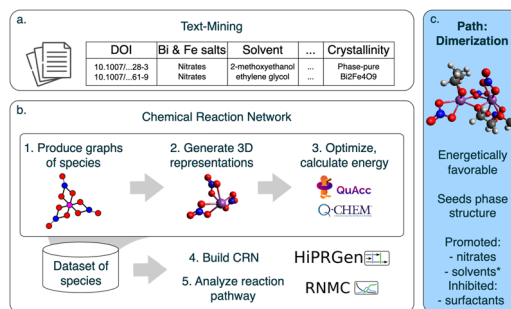 a.
Text-Mining
DOI Bi & Fe salts Solvent ... Crystallinity
10.1007/...28-3 Nitrates 2-methoxyethanol ... Phase-pure
10.1007/...61-9 Nitrates ethylene glycol ... Bi2Fe4O9
b.
Chemical Reaction Network
1. Produce graphs
of species
2. Generate 3D
representations
3. Optimize,
calculate energy
QuAcc
Q-CHEM
Dataset of
species
4. Build CRN
HiPRGen
5. Analyze reaction
pathway
RNMC
c.
Path:
Dimerization
Energetically
favorable
Seeds phase
structure
Promoted:
- nitrates
- solvents*
Inhibited:
- surfactants